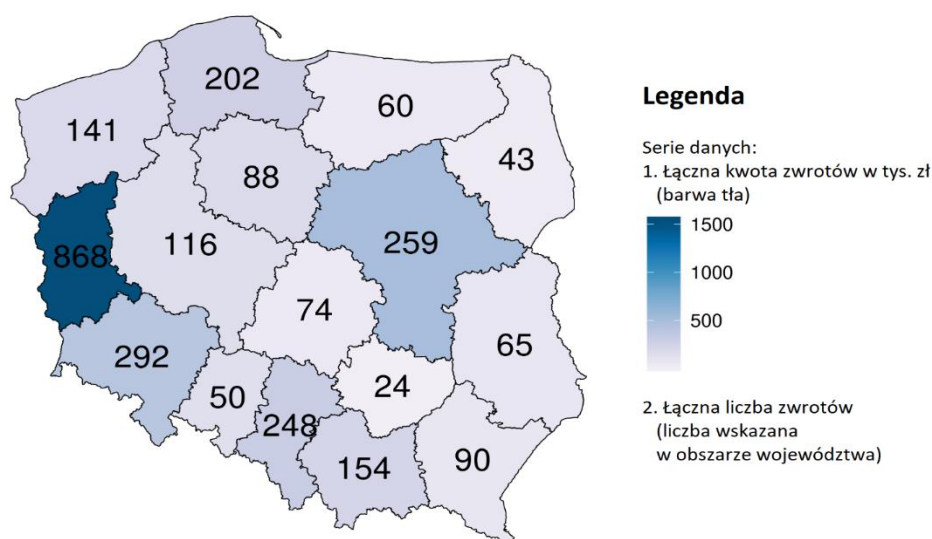 202
60
141
43
88
Legenda
Serie danych:
1. Łączna kwota zwrotów w tys. zł
(barwa tła)
1500
1000
500
868
116
259
74
65
292
50
24
248
154
90
2. Łączna liczba zwrotów
(liczba wskazana
w obszarze województwa)